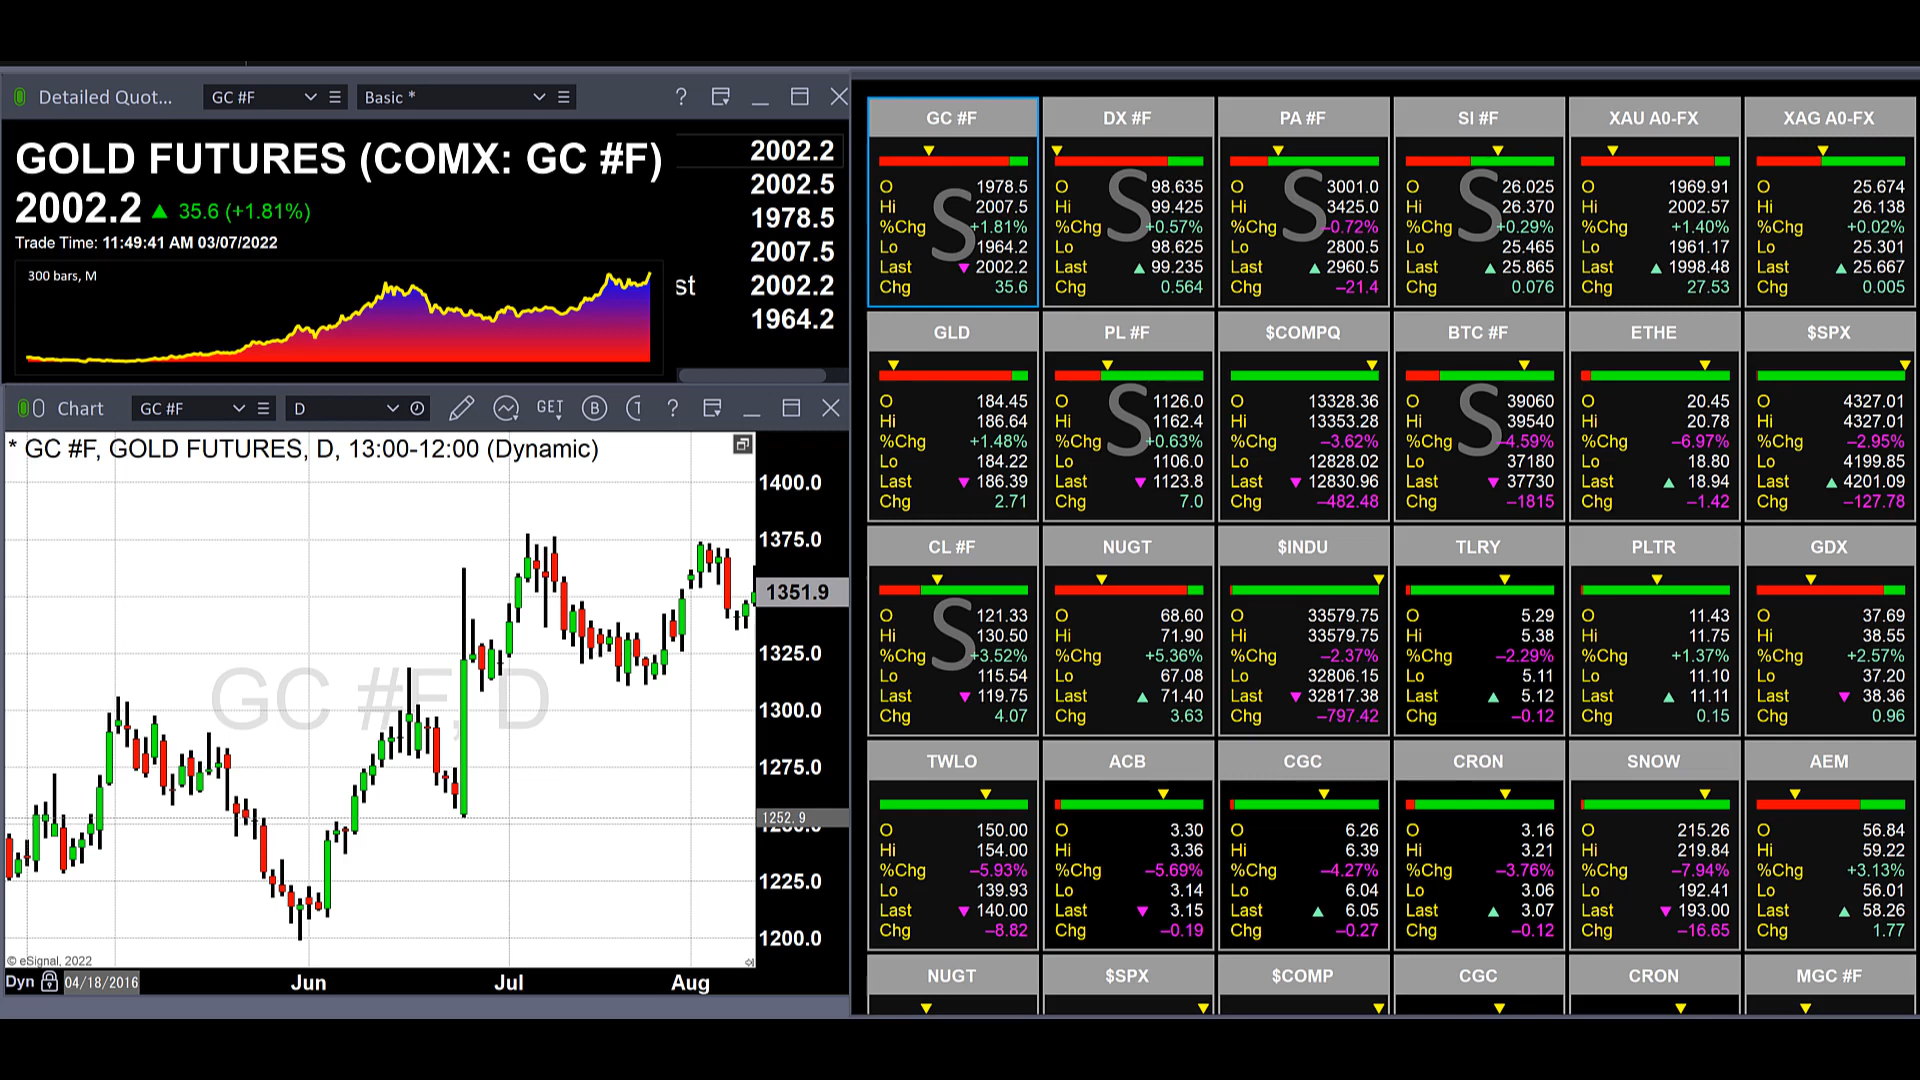 Detailed Quot...
GC #F
Basic *
?
GOLD FUTURES (COMX: GC #F)
2002.2 ▲ 35.6 (+1.81%)
Trade Time: 11:49:41 AM 03/07/2022
300 bars, M
2002.2
2002.5
1978.5
2007.5
st 2002.2
1964.2
Chart
GC #F
D
GET
B
?
* GC #F, GOLD FUTURES, D, 13:00-12:00 (Dynamic)
GC #F, D
1400.0
1375.0
1351.9
1325.0
1300.0
1275.0
1252.9
1225.0
1200.0
© eSignal, 2022
Dyn
04/18/2016
Jun
Jul
Aug
GC #F
S
O 1978.5
Hi 2007.5
%Chg +1.81%
Lo 1964.2
Last ▼ 2002.2
Chg 35.6
DX #F
S
O 98.635
Hi 99.425
%Chg +0.57%
Lo 98.625
Last ▲ 99.235
Chg 0.564
PA #F
S
O 3001.0
Hi 3425.0
%Chg –0.72%
Lo 2800.5
Last ▲ 2960.5
Chg –21.4
SI #F
S
O 26.025
Hi 26.370
%Chg +0.29%
Lo 25.465
Last ▲ 25.865
Chg 0.076
XAU A0-FX
O 1969.91
Hi 2002.57
%Chg +1.40%
Lo 1961.17
Last ▲ 1998.48
Chg 27.53
XAG A0-FX
O 25.674
Hi 26.138
%Chg +0.02%
Lo 25.301
Last ▲ 25.667
Chg 0.005
GLD
O 184.45
Hi 186.64
%Chg +1.48%
Lo 184.22
Last ▼ 186.39
Chg 2.71
PL #F
S
O 1126.0
Hi 1162.4
%Chg +0.63%
Lo 1106.0
Last ▼ 1123.8
Chg 7.0
$COMPQ
O 13328.36
Hi 13353.28
%Chg –3.62%
Lo 12828.02
Last ▼ 12830.96
Chg –482.48
BTC #F
S
O 39060
Hi 39540
%Chg –4.59%
Lo 37180
Last ▼ 37730
Chg –1815
ETHE
O 20.45
Hi 20.78
%Chg –6.97%
Lo 18.80
Last ▲ 18.94
Chg –1.42
$SPX
O 4327.01
Hi 4327.01
%Chg –2.95%
Lo 4199.85
Last ▲ 4201.09
Chg –127.78
CL #F
S
O 121.33
Hi 130.50
%Chg +3.52%
Lo 115.54
Last ▼ 119.75
Chg 4.07
NUGT
O 68.60
Hi 71.90
%Chg +5.36%
Lo 67.08
Last ▲ 71.40
Chg 3.63
$INDU
O 33579.75
Hi 33579.75
%Chg –2.37%
Lo 32806.15
Last ▼ 32817.38
Chg –797.42
TLRY
O 5.29
Hi 5.38
%Chg –2.29%
Lo 5.11
Last ▲ 5.12
Chg –0.12
PLTR
O 11.43
Hi 11.75
%Chg +1.37%
Lo 11.10
Last ▲ 11.11
Chg 0.15
GDX
O 37.69
Hi 38.55
%Chg +2.57%
Lo 37.20
Last ▼ 38.36
Chg 0.96
TWLO
O 150.00
Hi 154.00
%Chg –5.93%
Lo 139.93
Last ▼ 140.00
Chg –8.82
ACB
O 3.30
Hi 3.36
%Chg –5.69%
Lo 3.14
Last ▼ 3.15
Chg –0.19
CGC
O 6.26
Hi 6.39
%Chg –4.27%
Lo 6.04
Last ▲ 6.05
Chg –0.27
CRON
O 3.16
Hi 3.21
%Chg –3.76%
Lo 3.06
Last ▲ 3.07
Chg –0.12
SNOW
O 215.26
Hi 219.84
%Chg –7.94%
Lo 192.41
Last ▼ 193.00
Chg –16.65
AEM
O 56.84
Hi 59.22
%Chg +3.13%
Lo 56.01
Last ▲ 58.26
Chg 1.77
NUGT
$SPX
$COMP
CGC
CRON
MGC #F